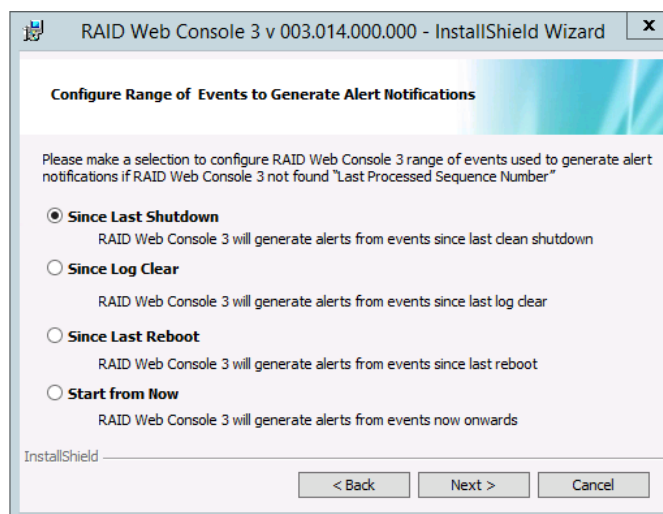 RAID Web Console 3 v 003.014.000.000 - InstallShield Wizard
x
Configure Range of Events to Generate Alert Notifications
Please make a selection to configure RAID Web Console 3 range of events used to generate alert
notifications if RAID Web Console 3 not found "Last Processed Sequence Number"
Since Last Shutdown
RAID Web Console 3 will generate alerts from events since last clean shutdown
Since Log Clear
RAID Web Console 3 will generate alerts from events since last log clear
Since Last Reboot
RAID Web Console 3 will generate alerts from events since last reboot
Start from Now
RAID Web Console 3 will generate alerts from events now onwards
InstallShield
< Back Next > Cancel